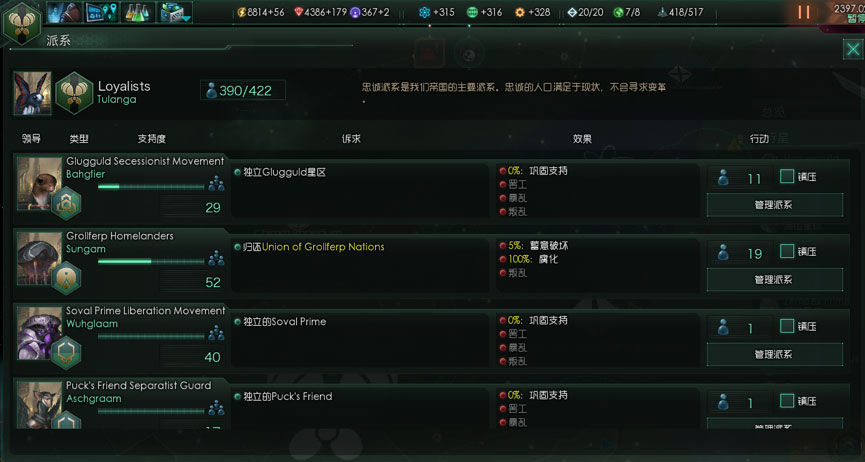 8814+56 4386+179 367+2 +315 +316 +328 20/20 7/8 418/517
派系
Loyalists
Tulanga
390/422
忠诚派系是我们帝国的主要派系。忠诚的人口满足于现状，不会寻求变革
。
领导 类型 支持度 诉求 效果 行动
Glugguld Secessionist Movement
Bahgfier
29
独立Glugguld星区
0%: 巩固支持
罢工
暴乱
叛乱
11
镇压
管理派系
Grollferp Homelanders
Sungam
52
归区Union of Grollferp Nations
5%: 蓄意破坏
100%: 腐化
叛乱
19
镇压
管理派系
Soval Prime Liberation Movement
Wuhglaam
40
独立的Soval Prime
0%: 巩固支持
罢工
暴乱
叛乱
1
镇压
管理派系
Puck's Friend Separatist Guard
Aschgraam
独立的Puck's Friend
0%: 巩固支持
罢工
暴乱
1
镇压
管理派系